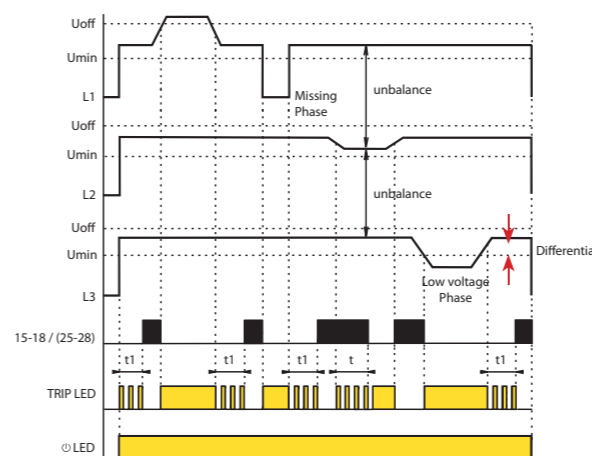 Uoff
Umin
L1
Missing
Phase
unbalance
Uoff
Umin
L2
unbalance
Uoff
Umin
Differentia
L3
Low voltage
Phase
15-18 / (25-28)
t1
t1
t1
t
t1
TRIP LED
LED